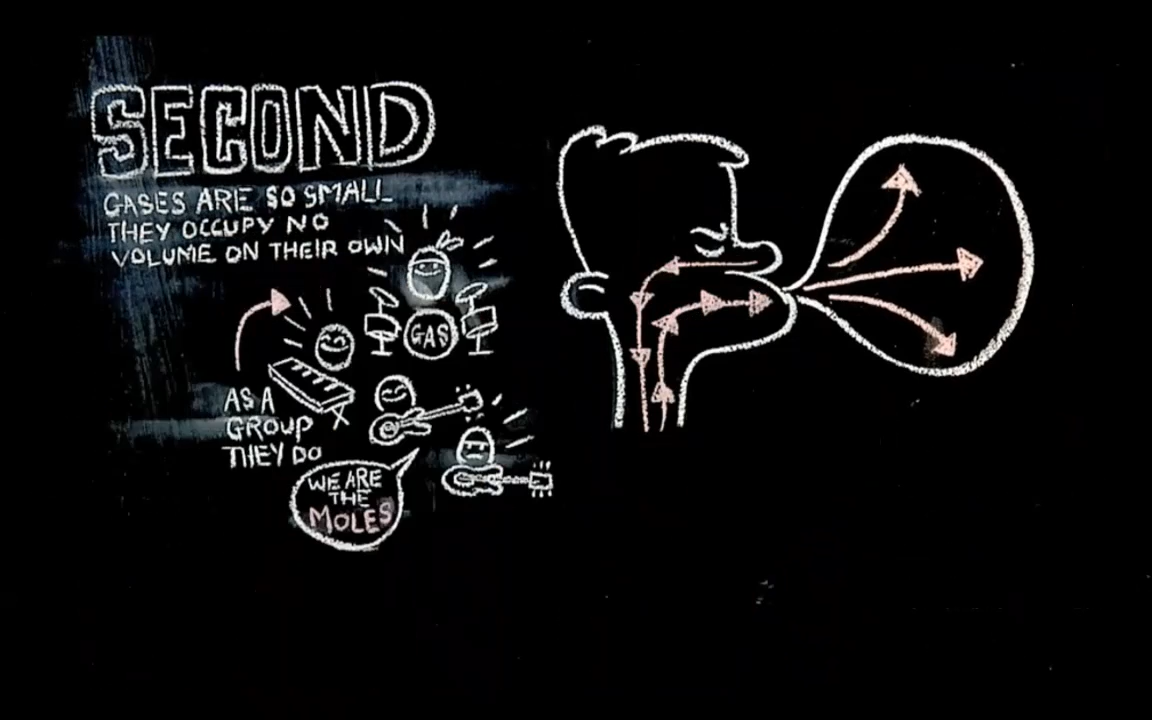 SECOND
GASES ARE SO SMALL
THEY OCCUPY NO
VOLUME ON THEIR OWN
GAS
AS A
GROUP
THEY DO
WE ARE
THE
MOLES